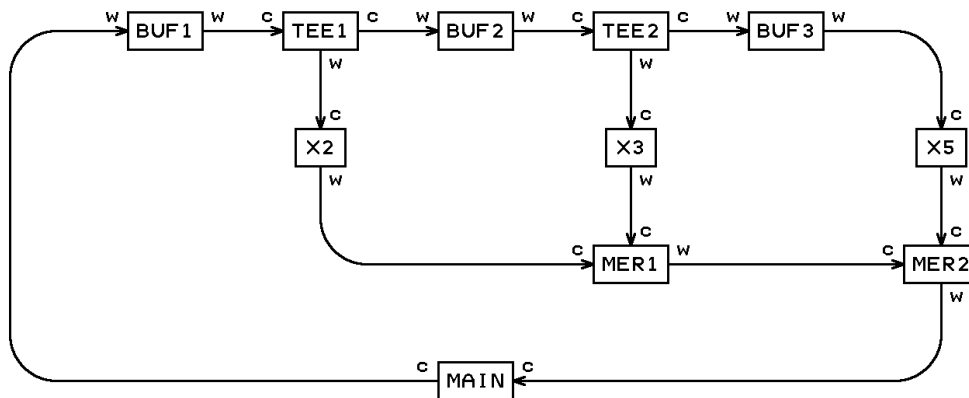 W W C C W W C C W W
BUF1 TEE1 BUF2 TEE2 BUF3
W W
C C C
X2 X3 X5
W W W
C C
C MER1 W C MER2
W
C C
MAIN